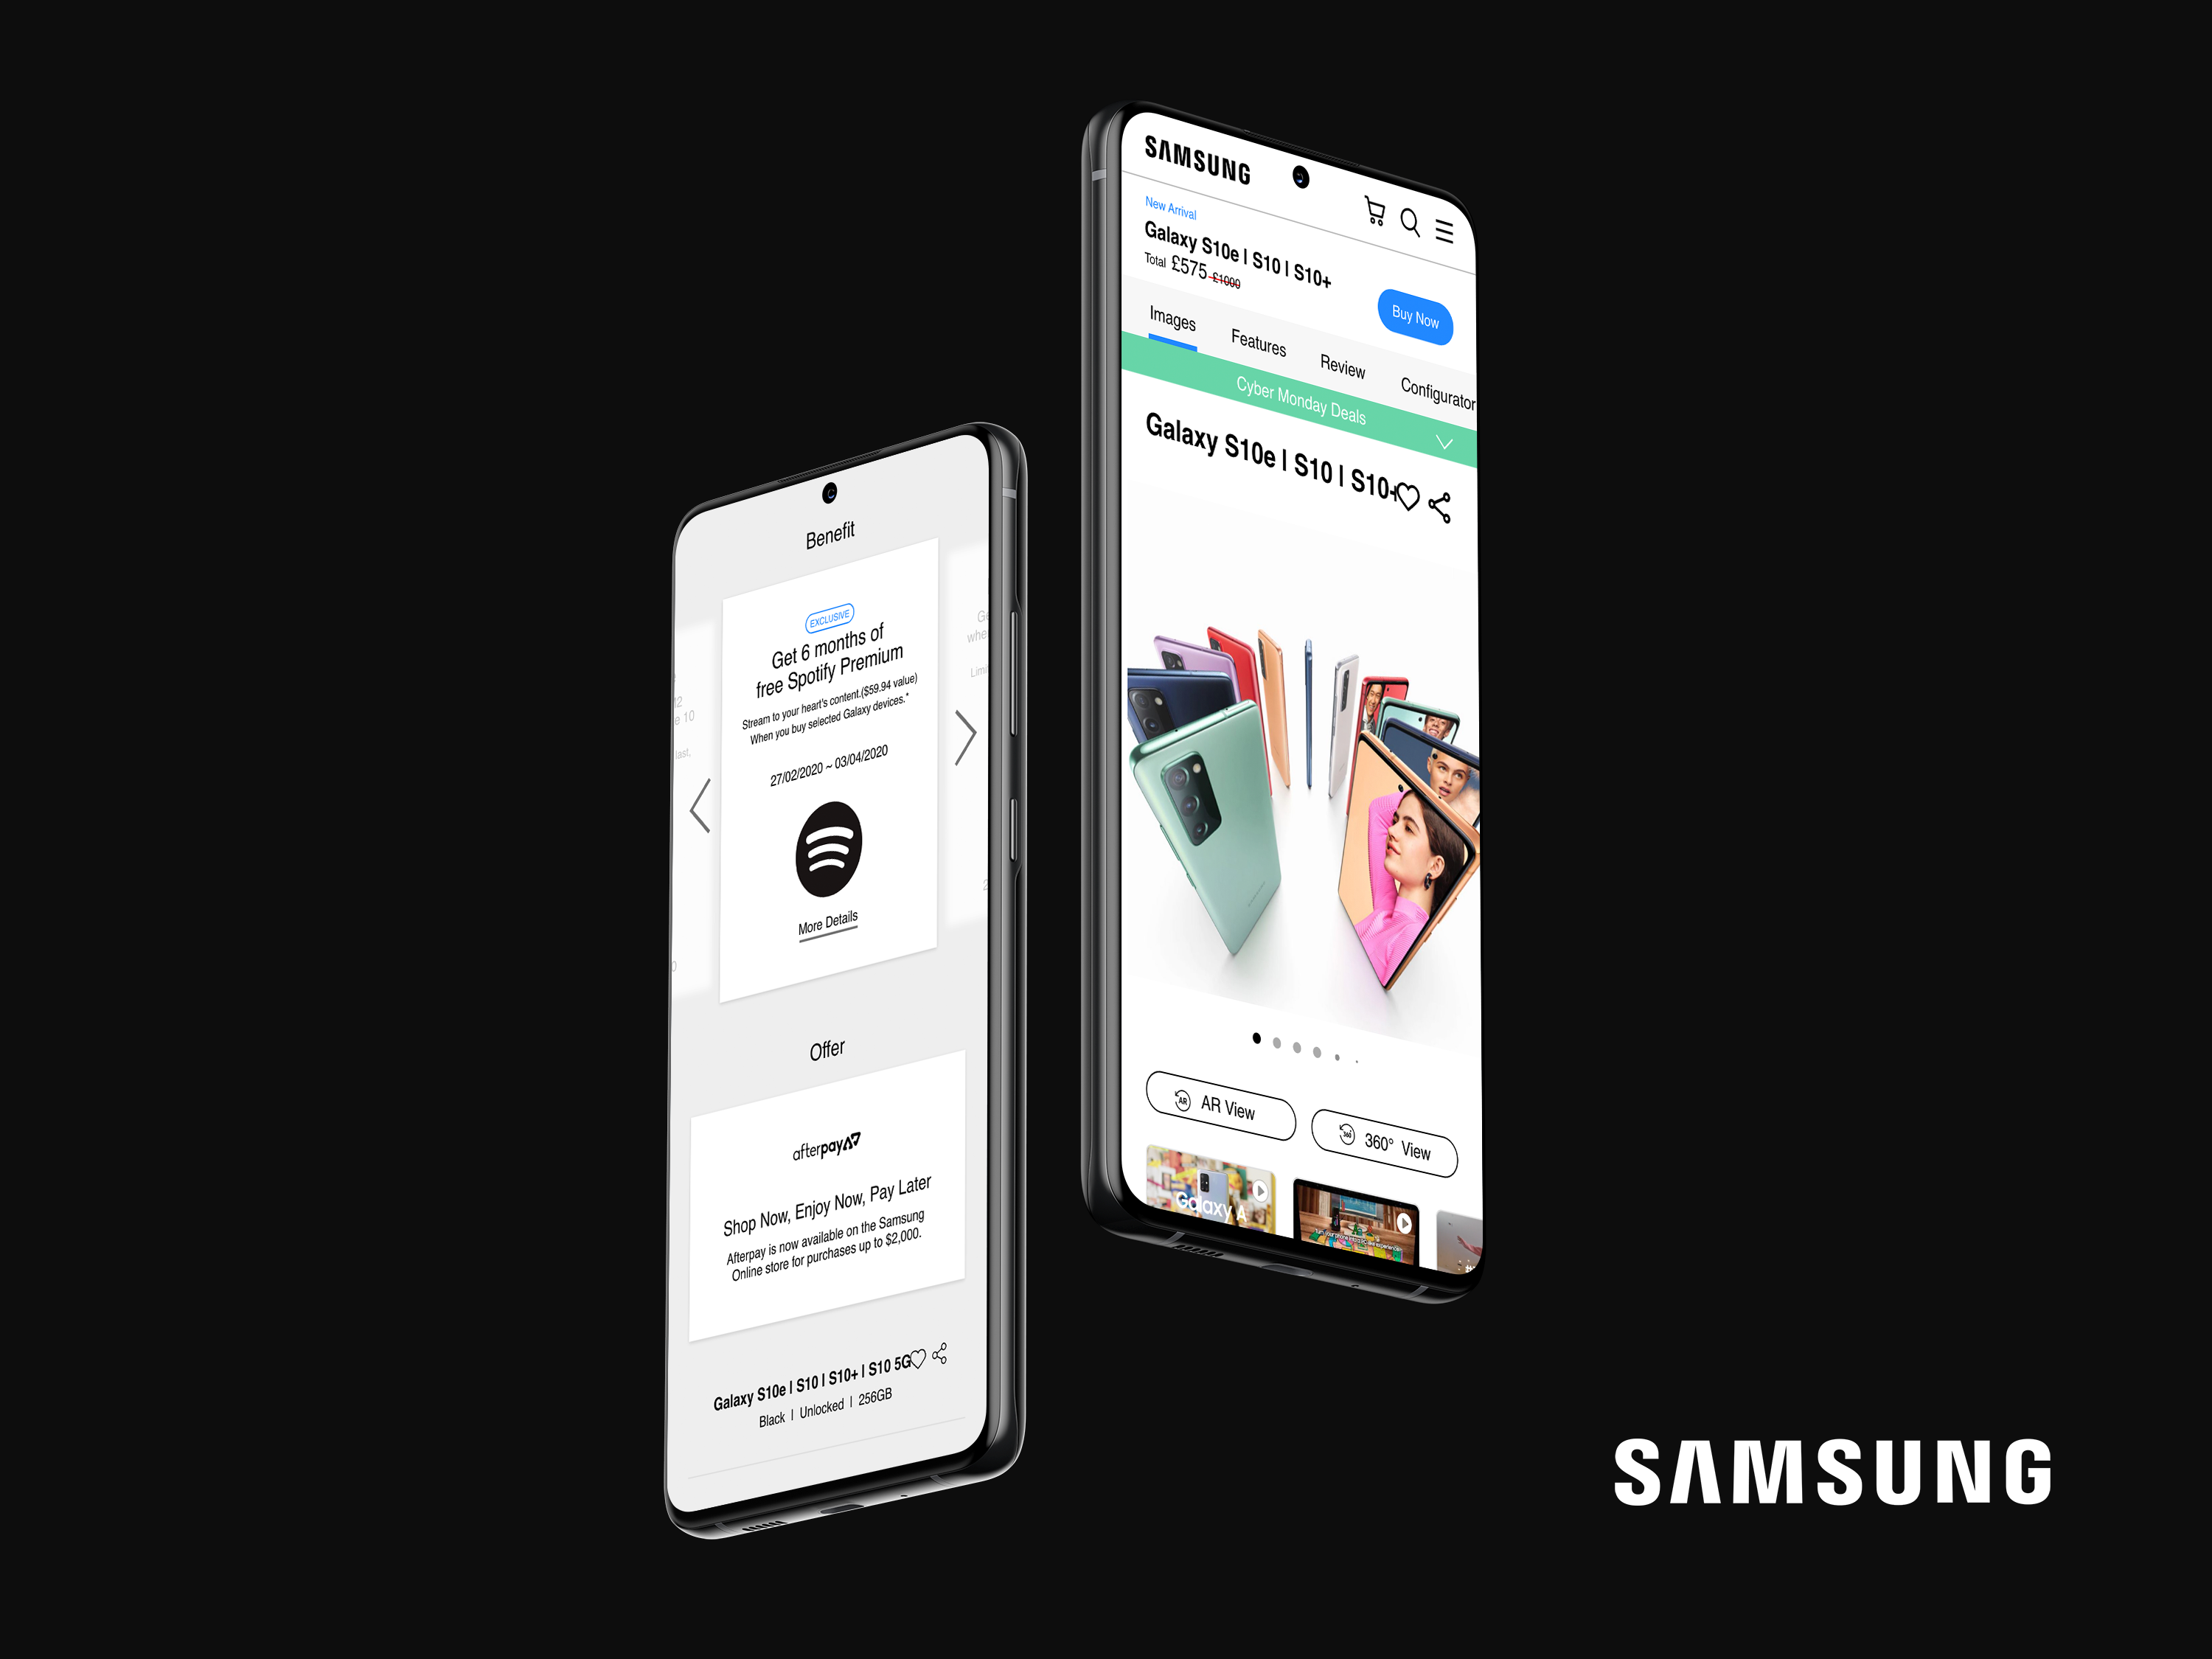 Benefit
EXCLUSIVE
Get 6 months of
free Spotify Premium
Stream to your heart's content.($59.94 value)
When you buy selected Galaxy devices.*
27/02/2020 ~ 03/04/2020
More Details
e 10
last,
Offer
afterpay
Shop Now, Enjoy Now, Pay Later
Afterpay is now available on the Samsung
Online store for purchases up to $2,000.
Galaxy S10e | S10 | S10+ | S10 5G
Black | Unlocked | 256GB
SAMSUNG
New Arrival
Galaxy S10e | S10 | S10+
Total £575 £1000
Buy Now
Images Features Review Configurator
Cyber Monday Deals
Galaxy S10e | S10 | S10+
AR AR View
360 360° View
Galaxy A
SAMSUNG